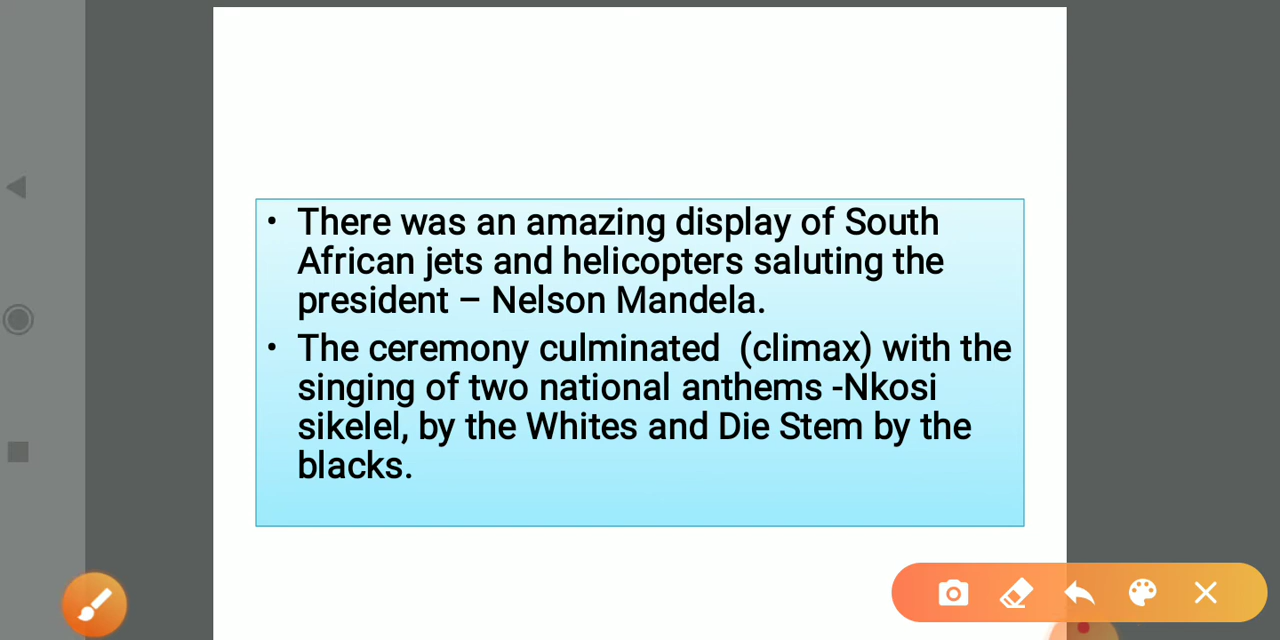 • There was an amazing display of South
African jets and helicopters saluting the
president – Nelson Mandela.
• The ceremony culminated  (climax) with the
singing of two national anthems -Nkosi
sikelel, by the Whites and Die Stem by the
blacks.